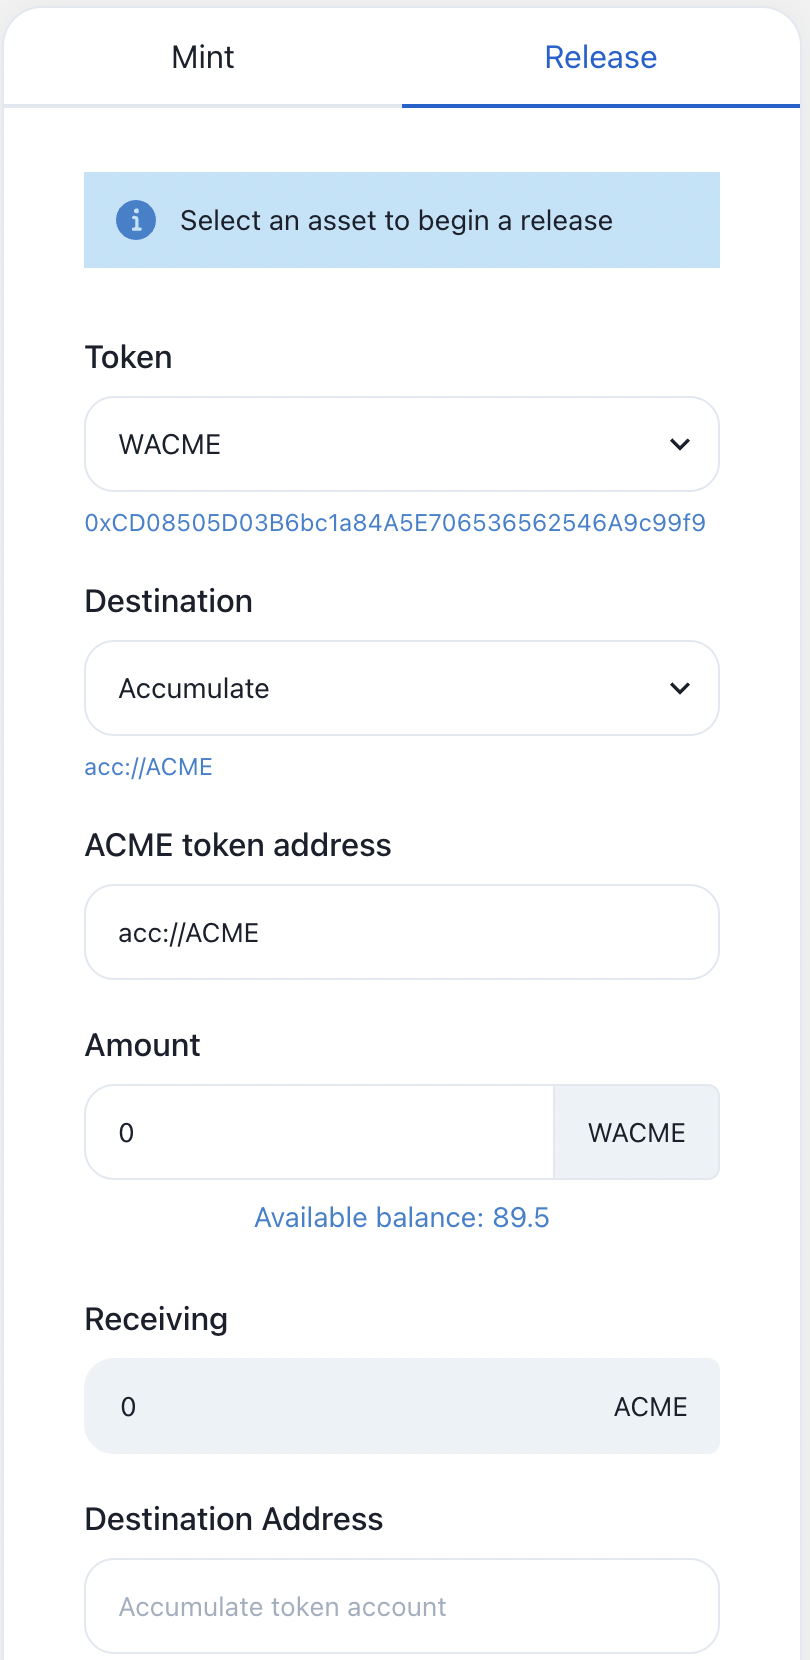 Mint
Release
Select an asset to begin a release
Token
WACME
0xCD08505D03B6bc1a84A5E706536562546A9c99f9
Destination
Accumulate
acc://ACME
ACME token address
acc://ACME
Amount
0 WACME
Available balance: 89.5
Receiving
0 ACME
Destination Address
Accumulate token account